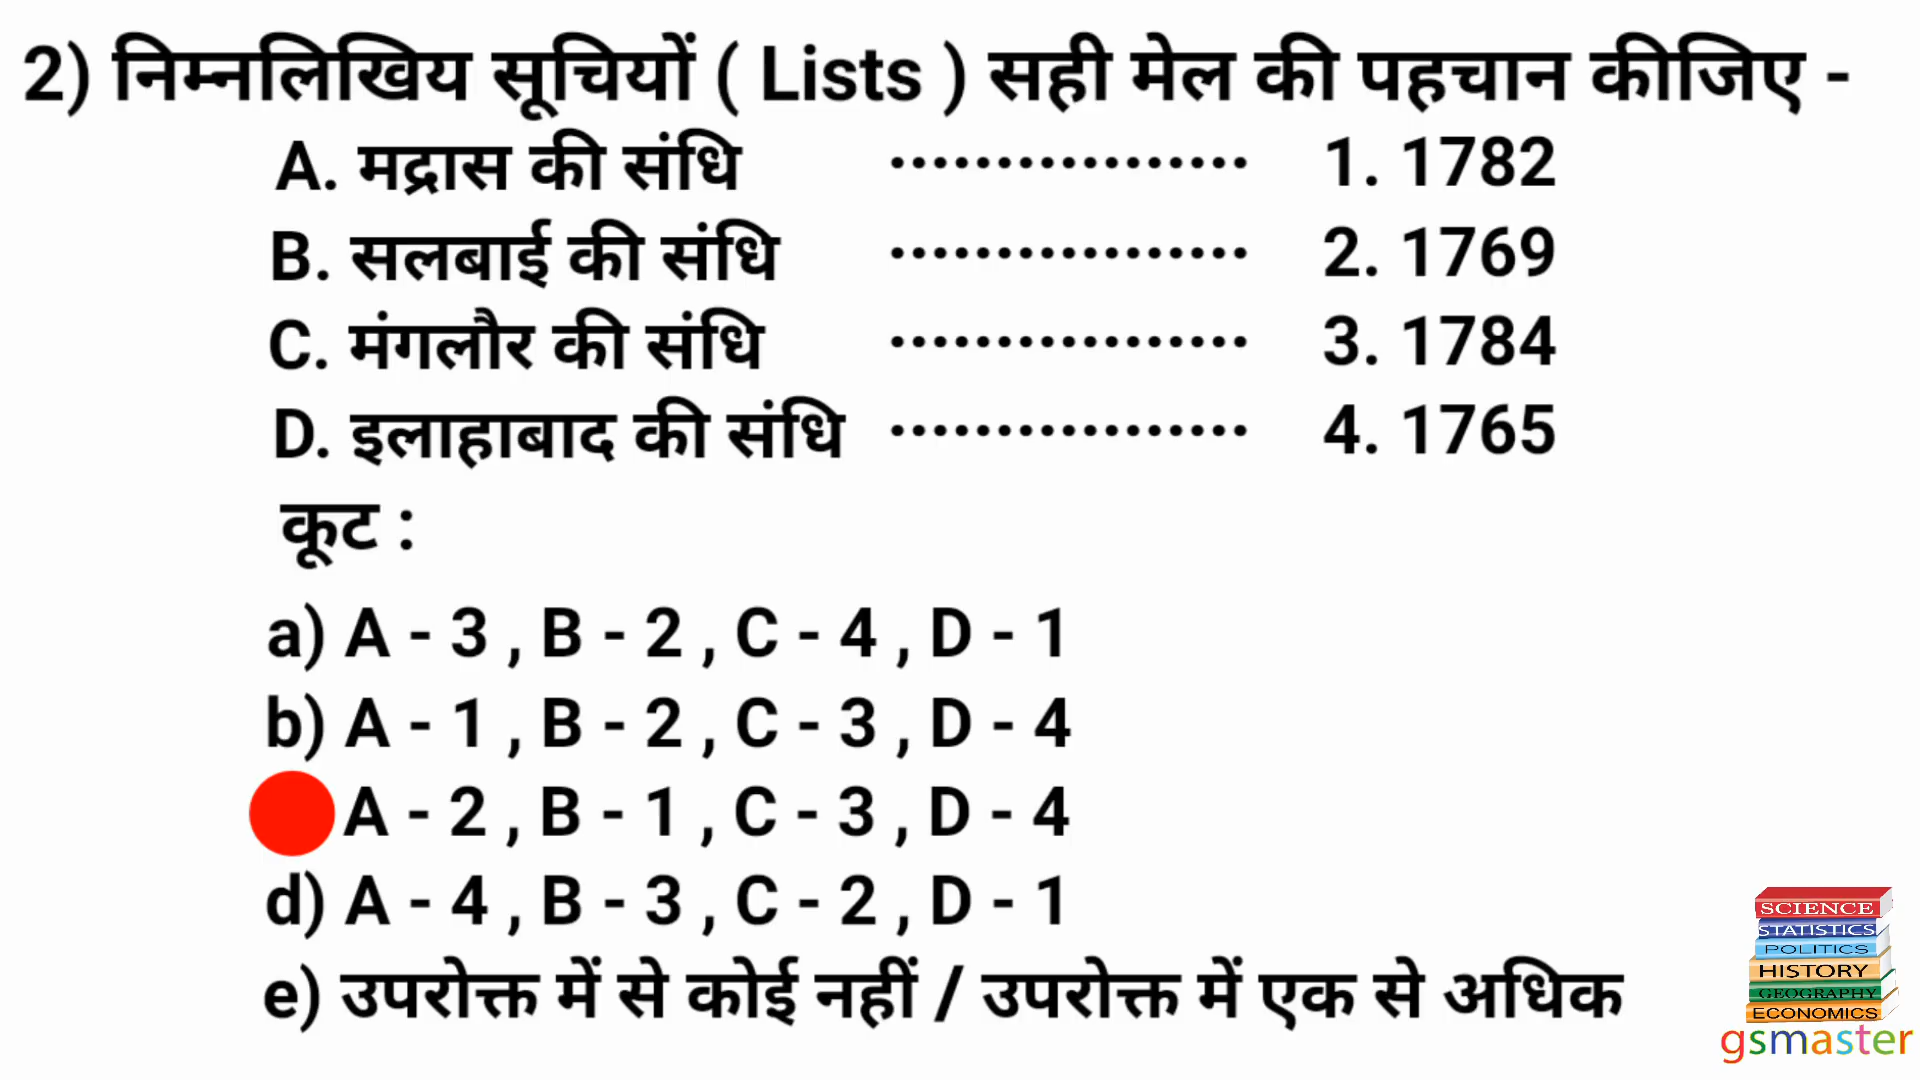 2) निम्नलिखिय सूचियों ( Lists ) सही मेल की पहचान कीजिए -
A. मद्रास की संधि ................. 1. 1782
B. सलबाई की संधि ................. 2. 1769
C. मंगलौर की संधि ................. 3. 1784
D. इलाहाबाद की संधि ................. 4. 1765
कूट :
a) A - 3 , B - 2 , C - 4 , D - 1
b) A - 1 , B - 2 , C - 3 , D - 4
A - 2 , B - 1 , C - 3 , D - 4
d) A - 4 , B - 3 , C - 2 , D - 1
e) उपरोक्त में से कोई नहीं / उपरोक्त में एक से अधिक
SCIENCE
STATISTICS
POLITICS
HISTORY
GEOGRAPHY
ECONOMICS
gsmaster